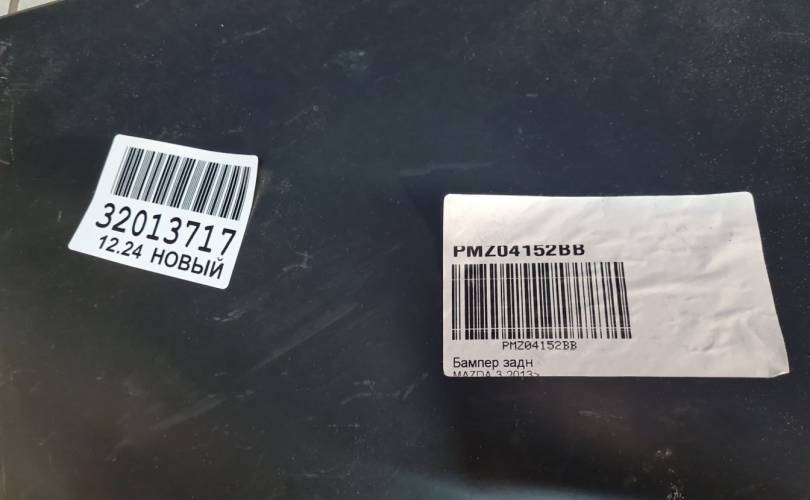 32013717
12.24 НОВЫЙ
PMZ04152BB
PMZ04152BB
Бампер задн
MAZDA 3 2013>